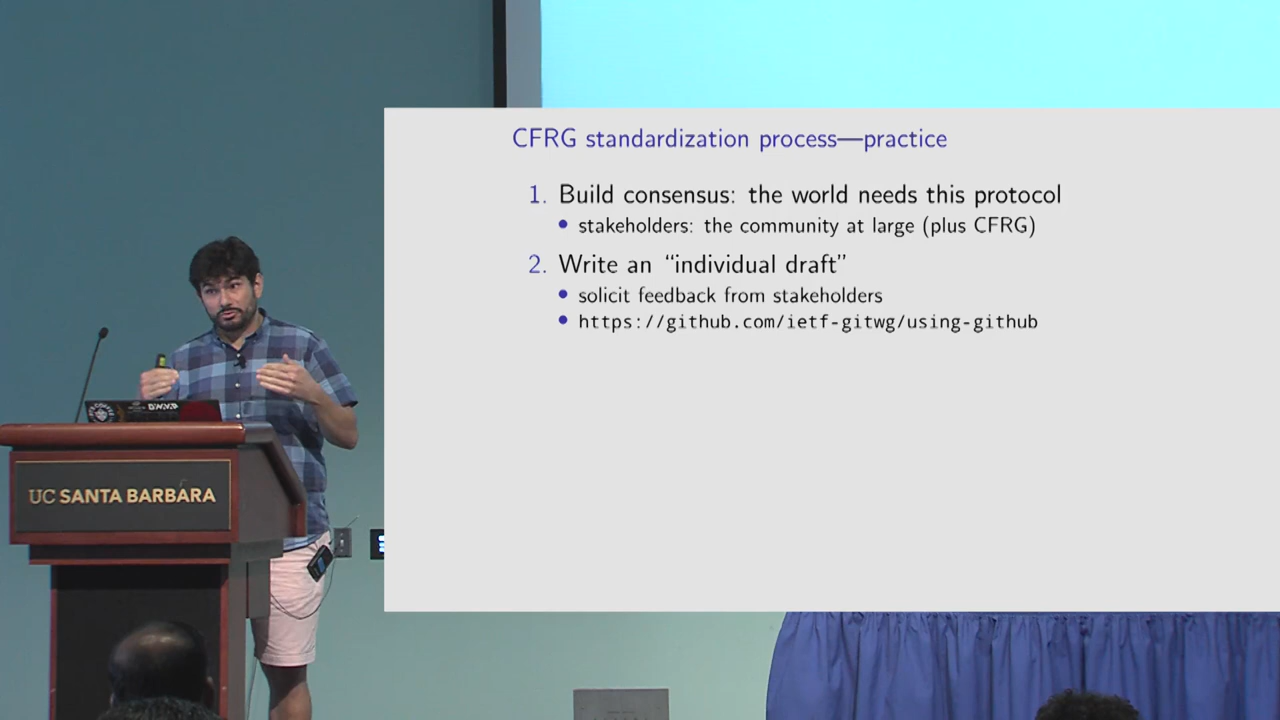 CFRG standardization process—practice
1. Build consensus: the world needs this protocol
• stakeholders: the community at large (plus CFRG)
2. Write an “individual draft”
• solicit feedback from stakeholders
• https://github.com/ietf-gitwg/using-github
UC SANTA BARBARA